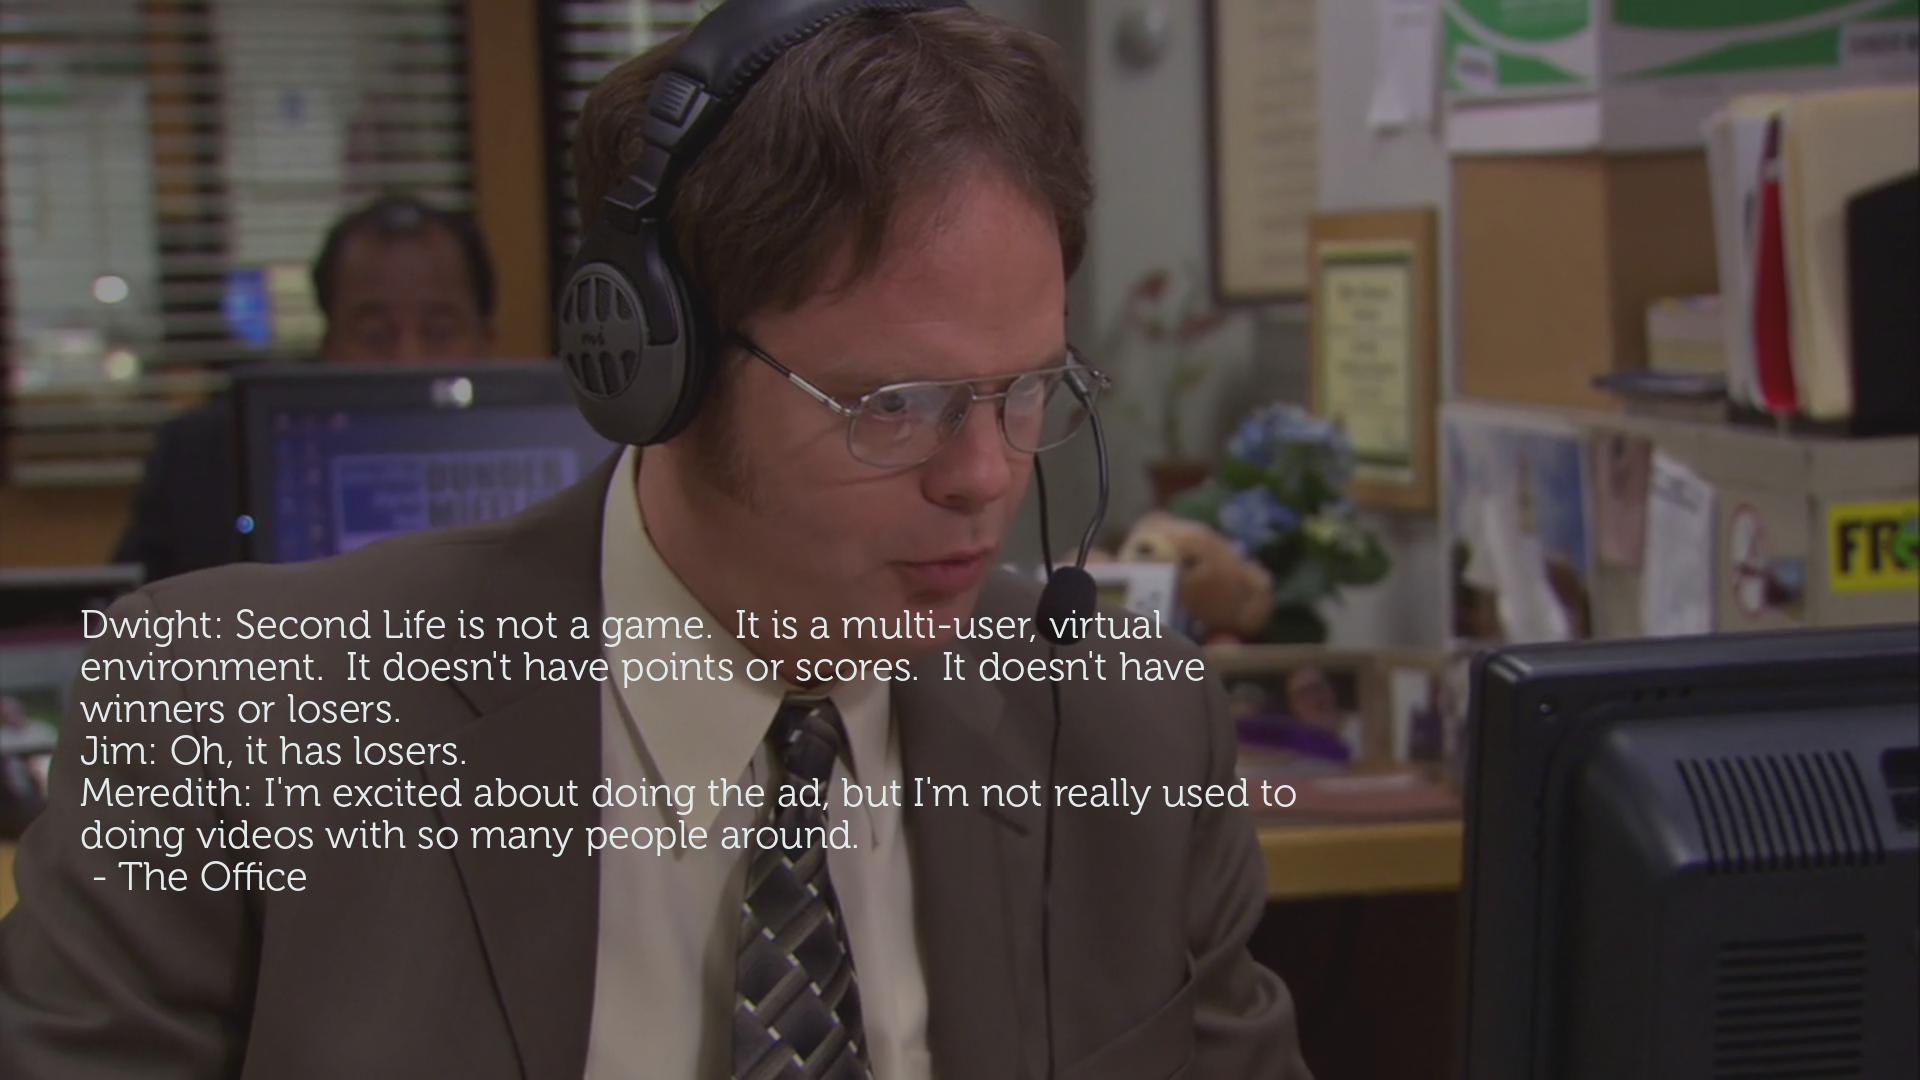 Dwight: Second Life is not a game.  It is a multi-user, virtual
environment.  It doesn't have points or scores.  It doesn't have
winners or losers.
Jim: Oh, it has losers.
Meredith: I'm excited about doing the ad, but I'm not really used to
doing videos with so many people around.
- The Office
DUNDER
MIFFLIN